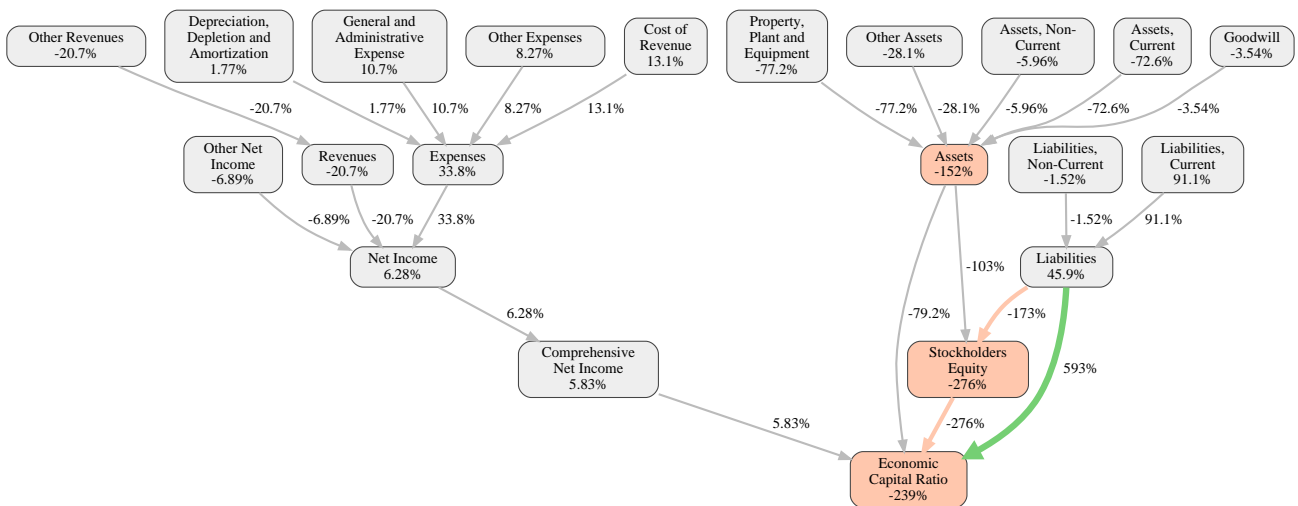 Other Revenues
-20.7%
Depreciation,
Depletion and
Amortization
1.77%
General and
Administrative
Expense
10.7%
Other Expenses
8.27%
Cost of
Revenue
13.1%
Property,
Plant and
Equipment
-77.2%
Other Assets
-28.1%
Assets, Non-
Current
-5.96%
Assets,
Current
-72.6%
Goodwill
-3.54%
-20.7%
1.77%
10.7%
8.27%
13.1%
-77.2%
-28.1%
-5.96%
-72.6%
-3.54%
Other Net
Income
-6.89%
Revenues
-20.7%
Expenses
33.8%
Assets
-152%
Liabilities,
Non-Current
-1.52%
Liabilities,
Current
91.1%
-6.89%
-20.7%
33.8%
-1.52%
91.1%
Net Income
6.28%
-103%
Liabilities
45.9%
6.28%
-79.2%
-173%
Comprehensive
Net Income
5.83%
Stockholders
Equity
-276%
593%
5.83%
-276%
Economic
Capital Ratio
-239%